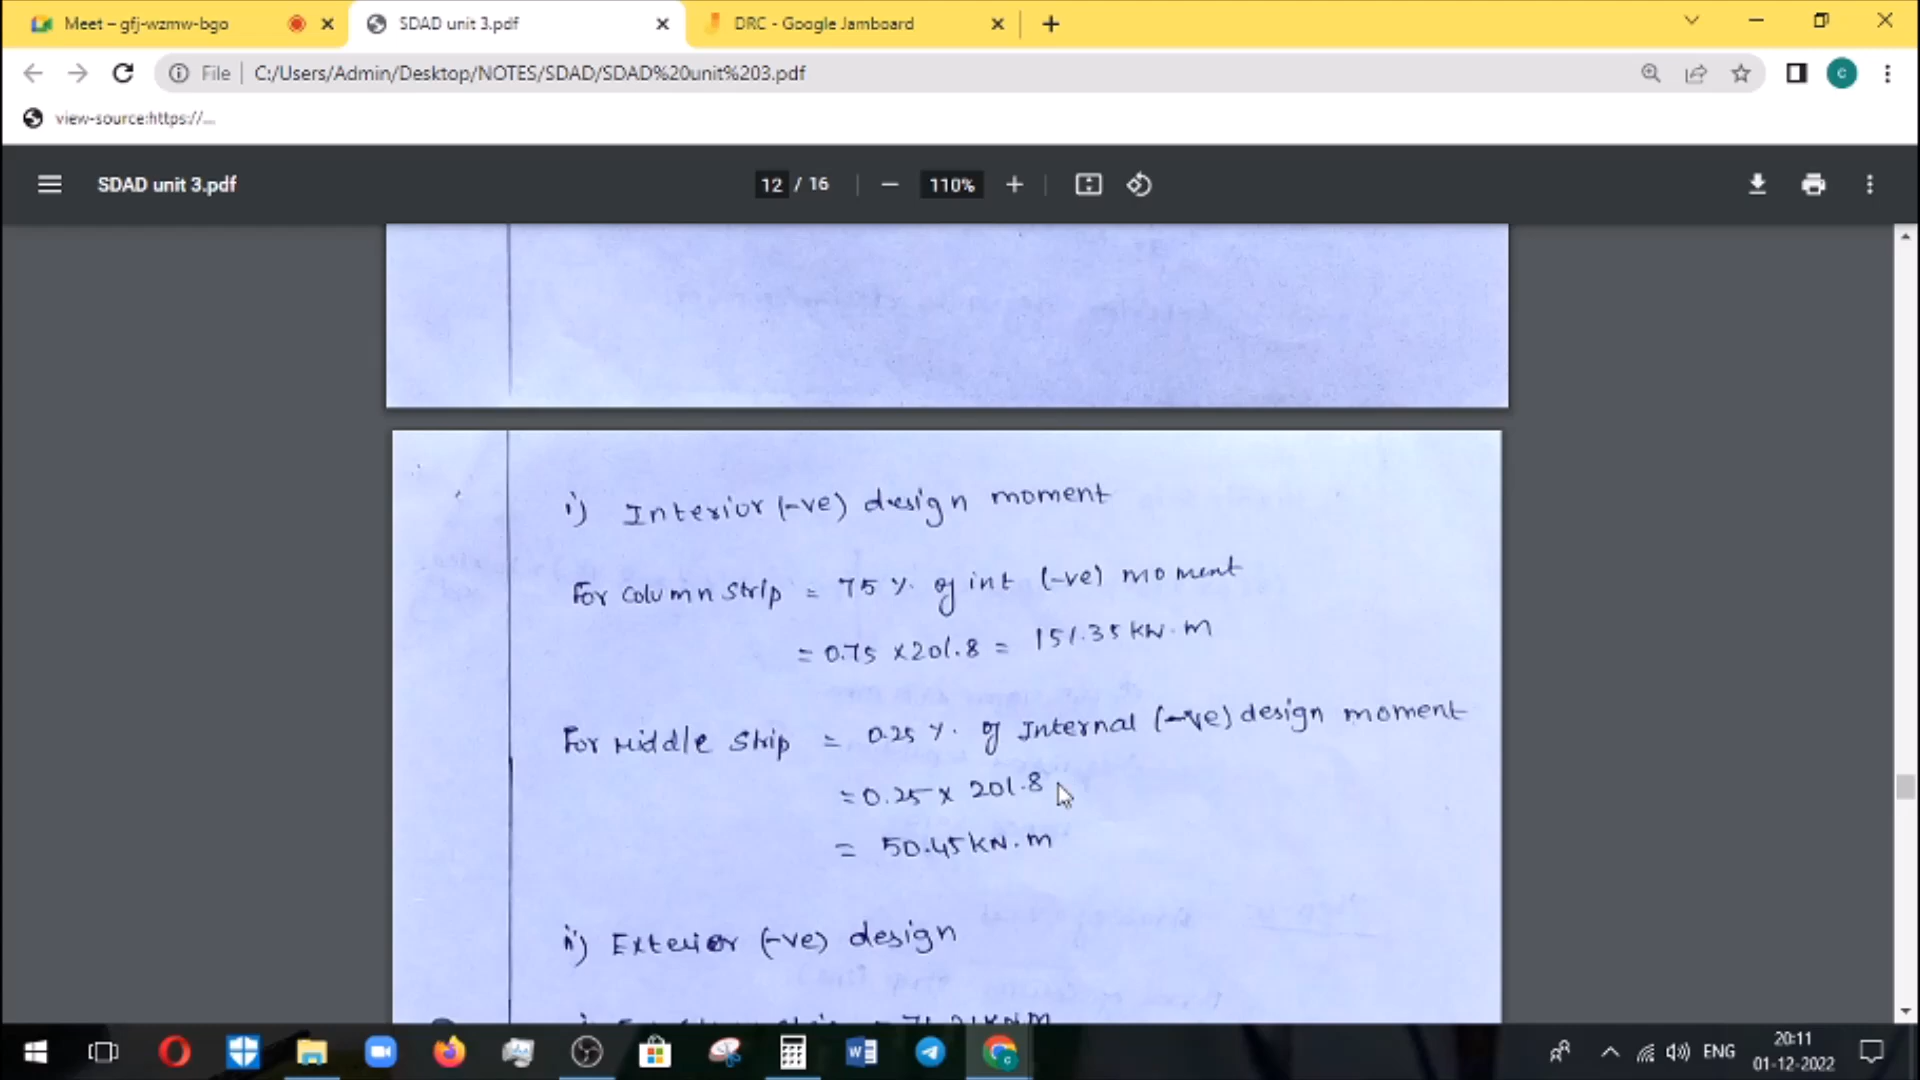 Meet – gfj-wzmw-bgo
SDAD unit 3.pdf
DRC - Google Jamboard
File
C:/Users/Admin/Desktop/NOTES/SDAD/SDAD%20unit%203.pdf
c
view-source:https://...
SDAD unit 3.pdf
12 / 16
110%
i) Interior (-ve) design moment
For column strip = 75 %. of int (-ve) moment
= 0.75 x 201.8 = 151.35 kN.m
For Middle Strip = 0.25 %. of Internal (-ve) design moment
= 0.25 x 201.8
= 50.45 kN.m
ii) Exterior (-ve) design
ENG
20:11
01-12-2022